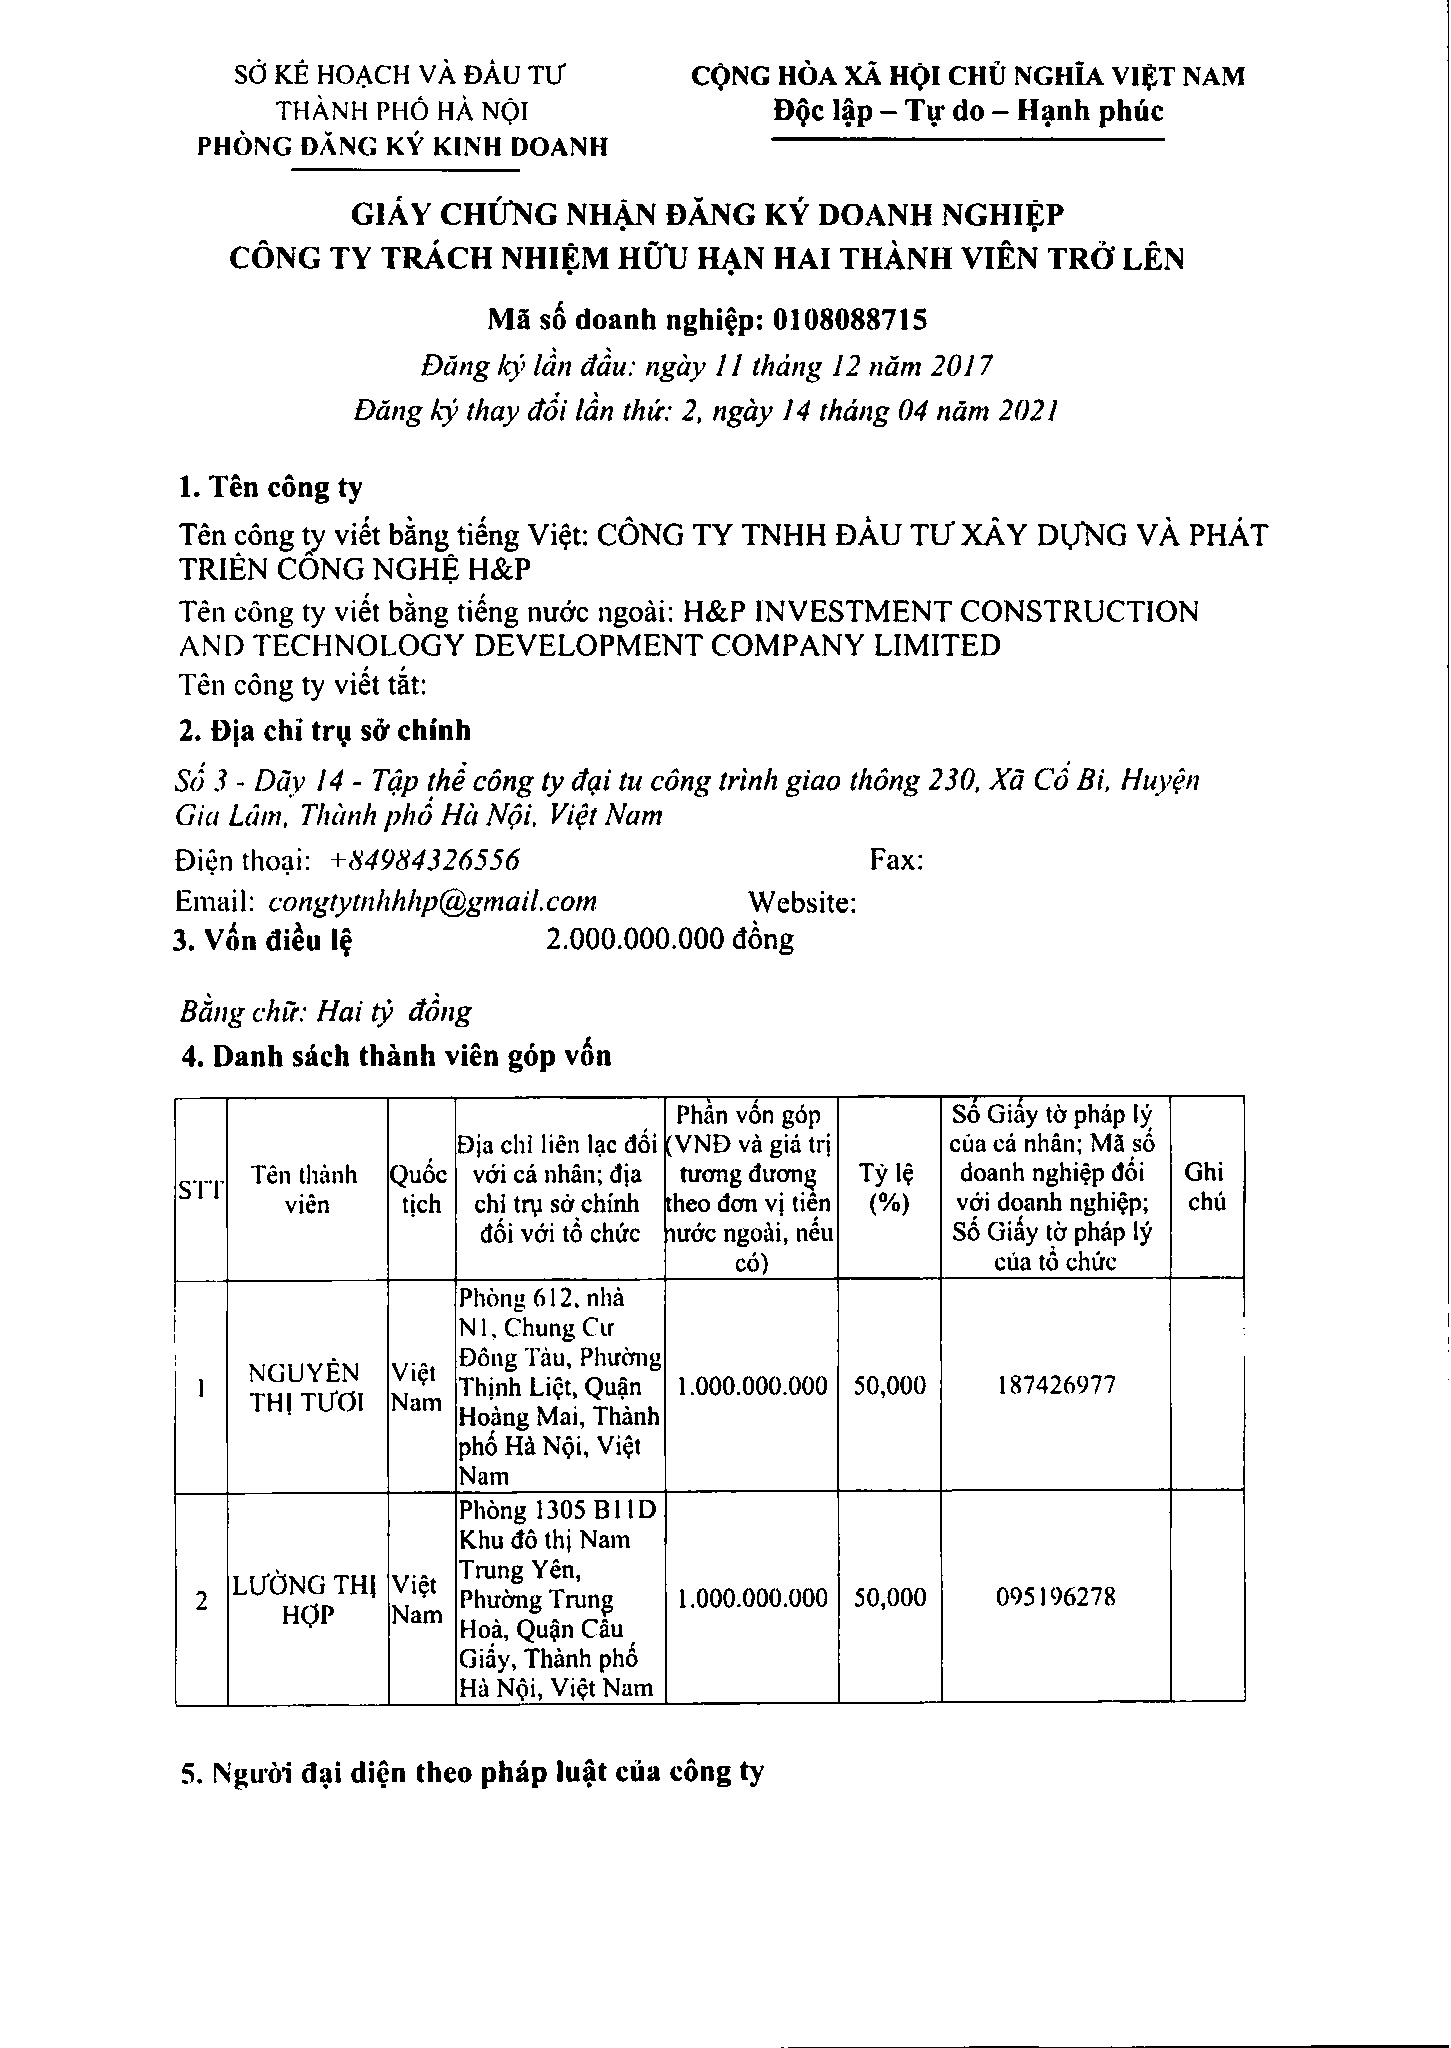 SỞ KẾ HOẠCH VÀ ĐẦU TƯ
THÀNH PHỐ HÀ NỘI
PHÒNG ĐĂNG KÝ KINH DOANH
CỘNG HÒA XÃ HỘI CHỦ NGHĨA VIỆT NAM
Độc lập – Tự do – Hạnh phúc
GIẤY CHỨNG NHẬN ĐĂNG KÝ DOANH NGHIỆP
CÔNG TY TRÁCH NHIỆM HỮU HẠN HAI THÀNH VIÊN TRỞ LÊN
Mã số doanh nghiệp: 0108088715
Đăng ký lần đầu: ngày 11 tháng 12 năm 2017
Đăng ký thay đổi lần thứ: 2, ngày 14 tháng 04 năm 2021
1. Tên công ty
Tên công ty viết bằng tiếng Việt: CÔNG TY TNHH ĐẦU TƯ XÂY DỰNG VÀ PHÁT
TRIỂN CÔNG NGHỆ H&P
Tên công ty viết bằng tiếng nước ngoài: H&P INVESTMENT CONSTRUCTION
AND TECHNOLOGY DEVELOPMENT COMPANY LIMITED
Tên công ty viết tắt:
2. Địa chỉ trụ sở chính
Số 3 - Dãy 14 - Tập thể công ty đại tu công trình giao thông 230, Xã Cổ Bi, Huyện
Gia Lâm, Thành phố Hà Nội, Việt Nam
Điện thoại: +84984326556 Fax:
Email: congtytnhhhp@gmail.com Website:
3. Vốn điều lệ 2.000.000.000 đồng
Bằng chữ: Hai tỷ đồng
4. Danh sách thành viên góp vốn
STT
Tên thành
viên
Quốc
tịch
Địa chỉ liên lạc đối
với cá nhân; địa
chỉ trụ sở chính
đối với tổ chức
Phần vốn góp
(VNĐ và giá trị
tương đương
theo đơn vị tiền
nước ngoài, nếu
có)
Tỷ lệ
(%)
Số Giấy tờ pháp lý
của cá nhân; Mã số
doanh nghiệp đối
với doanh nghiệp;
Số Giấy tờ pháp lý
của tổ chức
Ghi
chú
1
NGUYỄN
THỊ TƯƠI
Việt
Nam
Phòng 612, nhà
N1, Chung Cư
Đồng Tàu, Phường
Thịnh Liệt, Quận
Hoàng Mai, Thành
phố Hà Nội, Việt
Nam
1.000.000.000
50,000
187426977
2
LƯỜNG THỊ
HỢP
Việt
Nam
Phòng 1305 B11D
Khu đô thị Nam
Trung Yên,
Phường Trung
Hoà, Quận Cầu
Giấy, Thành phố
Hà Nội, Việt Nam
1.000.000.000
50,000
095196278
5. Người đại diện theo pháp luật của công ty